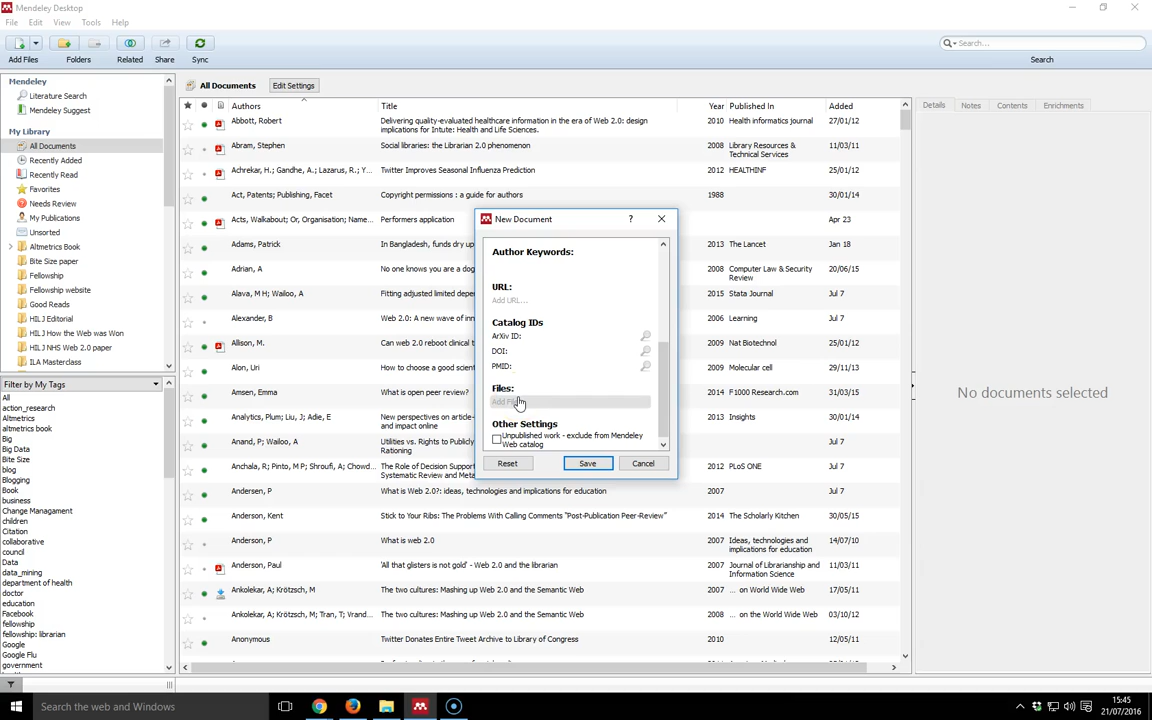 Mendeley Desktop
File Edit View Tools Help
Add Files Folders Related Share Sync
Search...
Search
Mendeley
Literature Search
Mendeley Suggest
My Library
All Documents
Recently Added
Recently Read
Favorites
Needs Review
My Publications
Unsorted
Altmetrics Book
Bite Size paper
Fellowship
Fellowship website
Good Reads
HILJ Editorial
HILJ How the Web was Won
HILJ NHS Web 2.0 paper
ILA Masterclass
Filter by My Tags
All
action_research
Altmetrics
altmetrics book
Big
Big Data
Bite Size
blog
Blogging
Book
business
Change Managament
children
Citation
collaborative
council
Data
data_mining
department of health
doctor
education
Facebook
fellowship
fellowship: librarian
Google
Google Flu
government
All Documents Edit Settings
Authors Title Year Published In Added
Abbott, Robert Delivering quality-evaluated healthcare information in the era of Web 2.0: design 2010 Health informatics journal 27/01/12
implications for Intute: Health and Life Sciences.
Abram, Stephen Social libraries: the Librarian 2.0 phenomenon 2008 Library Resources & 11/03/11
Technical Services
Achrekar, H.; Gandhe, A.; Lazarus, R.; Y... Twitter Improves Seasonal Influenza Prediction 2012 HEALTHINF 25/01/12
Act, Patents; Publishing, Facet Copyright permissions : a guide for authors 1988 30/01/14
Acts, Walkabout; Or, Organisation; Name... Performers application Apr 23
Adams, Patrick In Bangladesh, funds dry up 2013 The Lancet Jan 18
Adrian, A No one knows you are a dog 2008 Computer Law & Security 20/06/15
Review
Alava, M H; Wailoo, A Fitting adjusted limited depe 2015 Stata Journal Jul 7
Alexander, B Web 2.0: A new wave of inn 2006 Learning Jul 7
Allison, M. Can web 2.0 reboot clinical t 2009 Nat Biotechnol 20/01/12
Alon, Uri How to choose a good scien 2009 Molecular cell 29/11/13
Amsen, Emma What is open peer review? 2014 F1000 Research.com 31/03/15
Analytics, Plum; Liu, J; Adie, E New perspectives on article- 2013 Insights 30/01/14
and impact online
Anand, P; Wailoo, A Utilities vs. Rights to Publicly Jul 7
Rationing
Anchala, R; Pinto, M P; Shroufi, A; Chowd... The Role of Decision Support 2012 PLoS ONE Jul 7
Systematic Review and Meta
Andersen, P What is Web 2.0?: ideas, technologies and implications for education 2007 Jul 7
Anderson, Kent Stick to Your Ribs: The Problems With Calling Comments “Post-Publication Peer-Review” 2014 The Scholarly Kitchen 30/05/15
Anderson, P What is web 2.0 2007 Ideas, technologies and 14/07/10
implications for education
Anderson, Paul 'All that glisters is not gold' - Web 2.0 and the librarian 2007 Journal of Librarianship and 11/03/11
Information Science
Ankolekar, A; Krötzsch, M The two cultures: Mashing up Web 2.0 and the Semantic Web 2007 ... on World Wide Web 17/05/11
Ankolekar, A; Krötzsch, M; Tran, T; Vrand... The two cultures: Mashing up Web 2.0 and the Semantic Web 2007 ... on the World Wide Web 03/10/12
Anonymous Twitter Donates Entire Tweet Archive to Library of Congress 2010 12/05/11
New Document ?
Author Keywords:
URL:
Add URL...
Catalog IDs
ArXiv ID:
DOI:
PMID:
Files:
Other Settings
Unpublished work - exclude from Mendeley
Web catalog
Reset Save Cancel
Details Notes Contents Enrichments
No documents selected
Search the web and Windows
15:45
21/07/2016